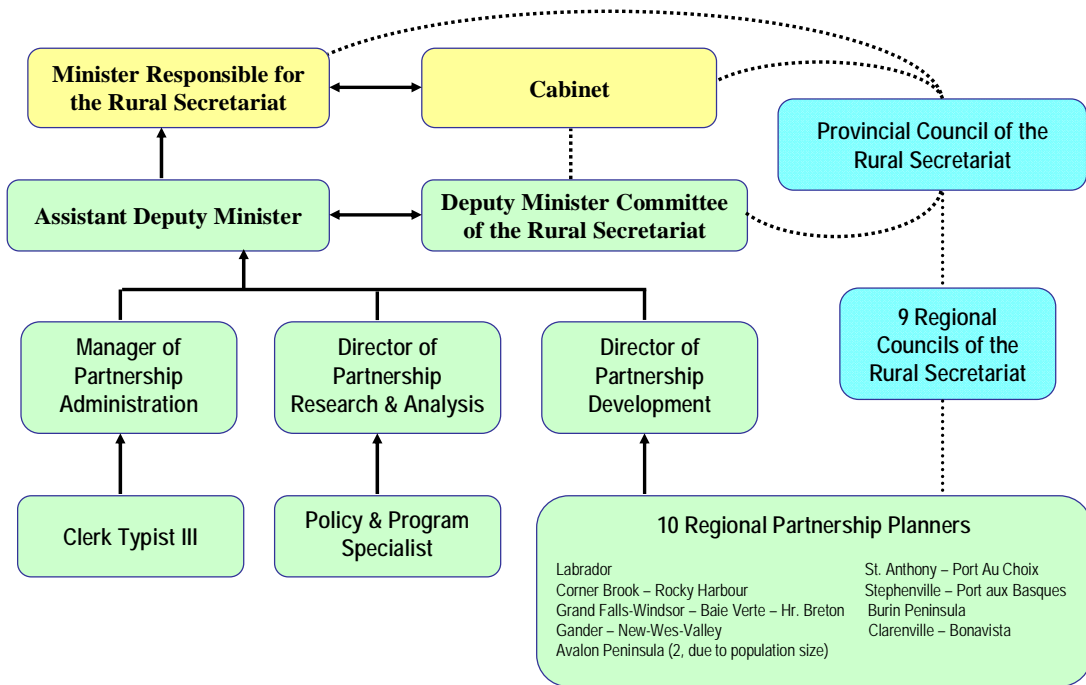 Minister Responsible for
the Rural Secretariat
Cabinet
Provincial Council of the
Rural Secretariat
Assistant Deputy Minister
Deputy Minister Committee
of the Rural Secretariat
9 Regional
Councils of the
Rural Secretariat
Manager of
Partnership
Administration
Director of
Partnership
Research & Analysis
Director of
Partnership
Development
Clerk Typist III
Policy & Program
Specialist
10 Regional Partnership Planners
Labrador
Corner Brook – Rocky Harbour
Grand Falls-Windsor – Baie Verte – Hr. Breton
Gander – New-Wes-Valley
Avalon Peninsula (2, due to population size)
St. Anthony – Port Au Choix
Stephenville – Port aux Basques
Burin Peninsula
Clarenville – Bonavista